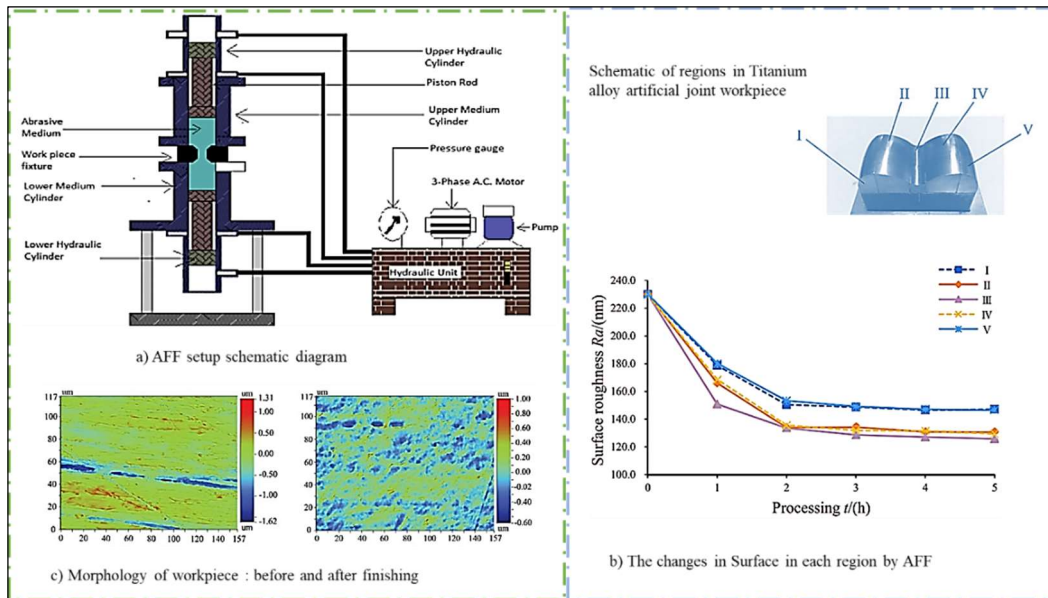 Upper Hydraulic
Cylinder
Piston Rod
Abrasive
Medium
Upper Medium
Cylinder
Work piece
fixture
Pressure gauge
Lower Medium
Cylinder
3-Phase A.C. Motor
Pump
Lower Hydraulic
Cylinder
Hydraulic Unit
a) AFF setup schematic diagram
um
117
100
80
60
40
20
0
0 20 40 60 80 100 120 140 157
um
um
1.31
1.00
0.50
0.00
-0.50
-1.00
-1.62
um
um
117
100
80
60
40
20
0
0 20 40 60 80 100 120 140 157
um
um
1.00
0.80
0.60
0.40
0.20
0.00
-0.02
-0.02
-0.60
um
c) Morphology of workpiece : before and after finishing
Schematic of regions in Titanium
alloy artificial joint workpiece
I
II
III
IV
V
Surface roughness Ra/(nm)
240.0
220.0
200.0
180.0
160.0
140.0
120.0
100.0
0 1 2 3 4 5
Processing t/(h)
I
II
III
IV
V
b) The changes in Surface in each region by AFF